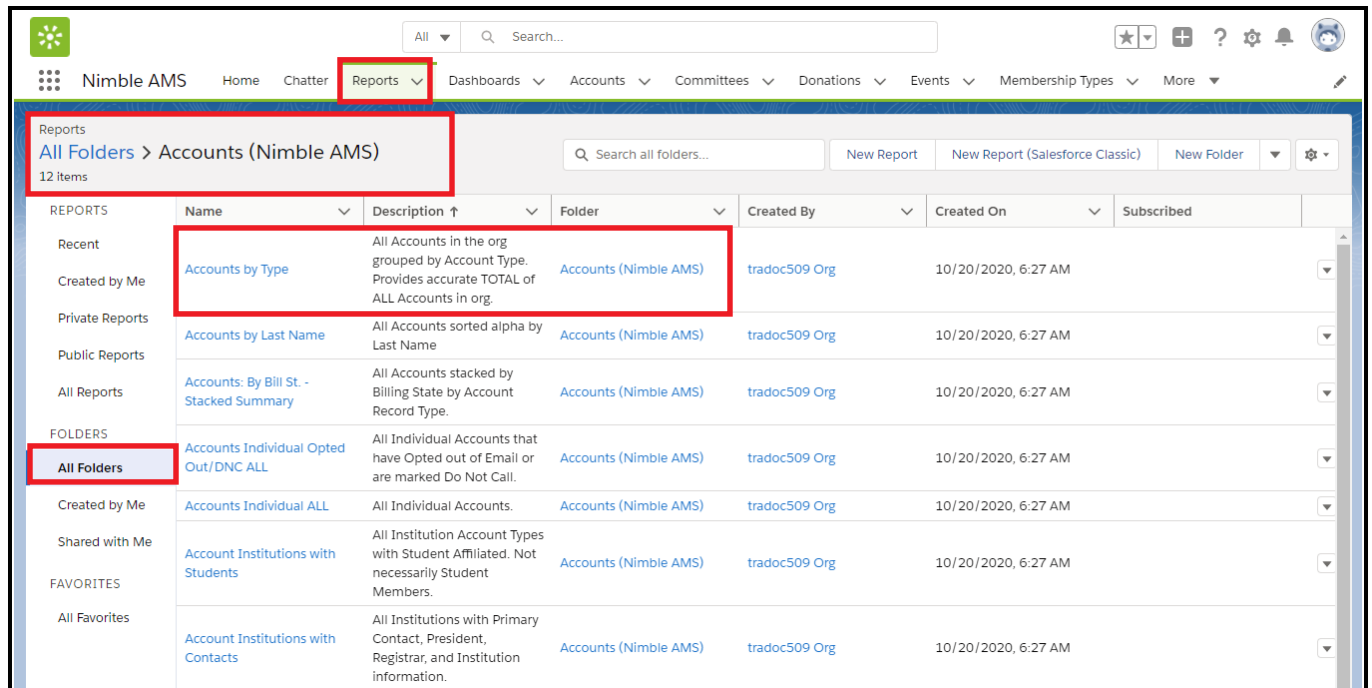 All
Search...
Nimble AMS
Home
Chatter
Reports
Dashboards
Accounts
Committees
Donations
Events
Membership Types
More
Reports
All Folders > Accounts (Nimble AMS)
12 items
Search all folders...
New Report
New Report (Salesforce Classic)
New Folder
REPORTS
Recent
Created by Me
Private Reports
Public Reports
All Reports
FOLDERS
All Folders
Created by Me
Shared with Me
FAVORITES
All Favorites
Name
Description ↑
Folder
Created By
Created On
Subscribed
Accounts by Type
All Accounts in the org
grouped by Account Type.
Provides accurate TOTAL of
ALL Accounts in org.
Accounts (Nimble AMS)
tradoc509 Org
10/20/2020, 6:27 AM
Accounts by Last Name
All Accounts sorted alpha by
Last Name
Accounts (Nimble AMS)
tradoc509 Org
10/20/2020, 6:27 AM
Accounts: By Bill St. -
Stacked Summary
All Accounts stacked by
Billing State by Account
Record Type.
Accounts (Nimble AMS)
tradoc509 Org
10/20/2020, 6:27 AM
Accounts Individual Opted
Out/DNC ALL
All Individual Accounts that
have Opted out of Email or
are marked Do Not Call.
Accounts (Nimble AMS)
tradoc509 Org
10/20/2020, 6:27 AM
Accounts Individual ALL
All Individual Accounts.
Accounts (Nimble AMS)
tradoc509 Org
10/20/2020, 6:27 AM
Account Institutions with
Students
All Institution Account Types
with Student Affiliated. Not
necessarily Student
Members.
Accounts (Nimble AMS)
tradoc509 Org
10/20/2020, 6:27 AM
Account Institutions with
Contacts
All Institutions with Primary
Contact, President,
Registrar, and Institution
information.
Accounts (Nimble AMS)
tradoc509 Org
10/20/2020, 6:27 AM